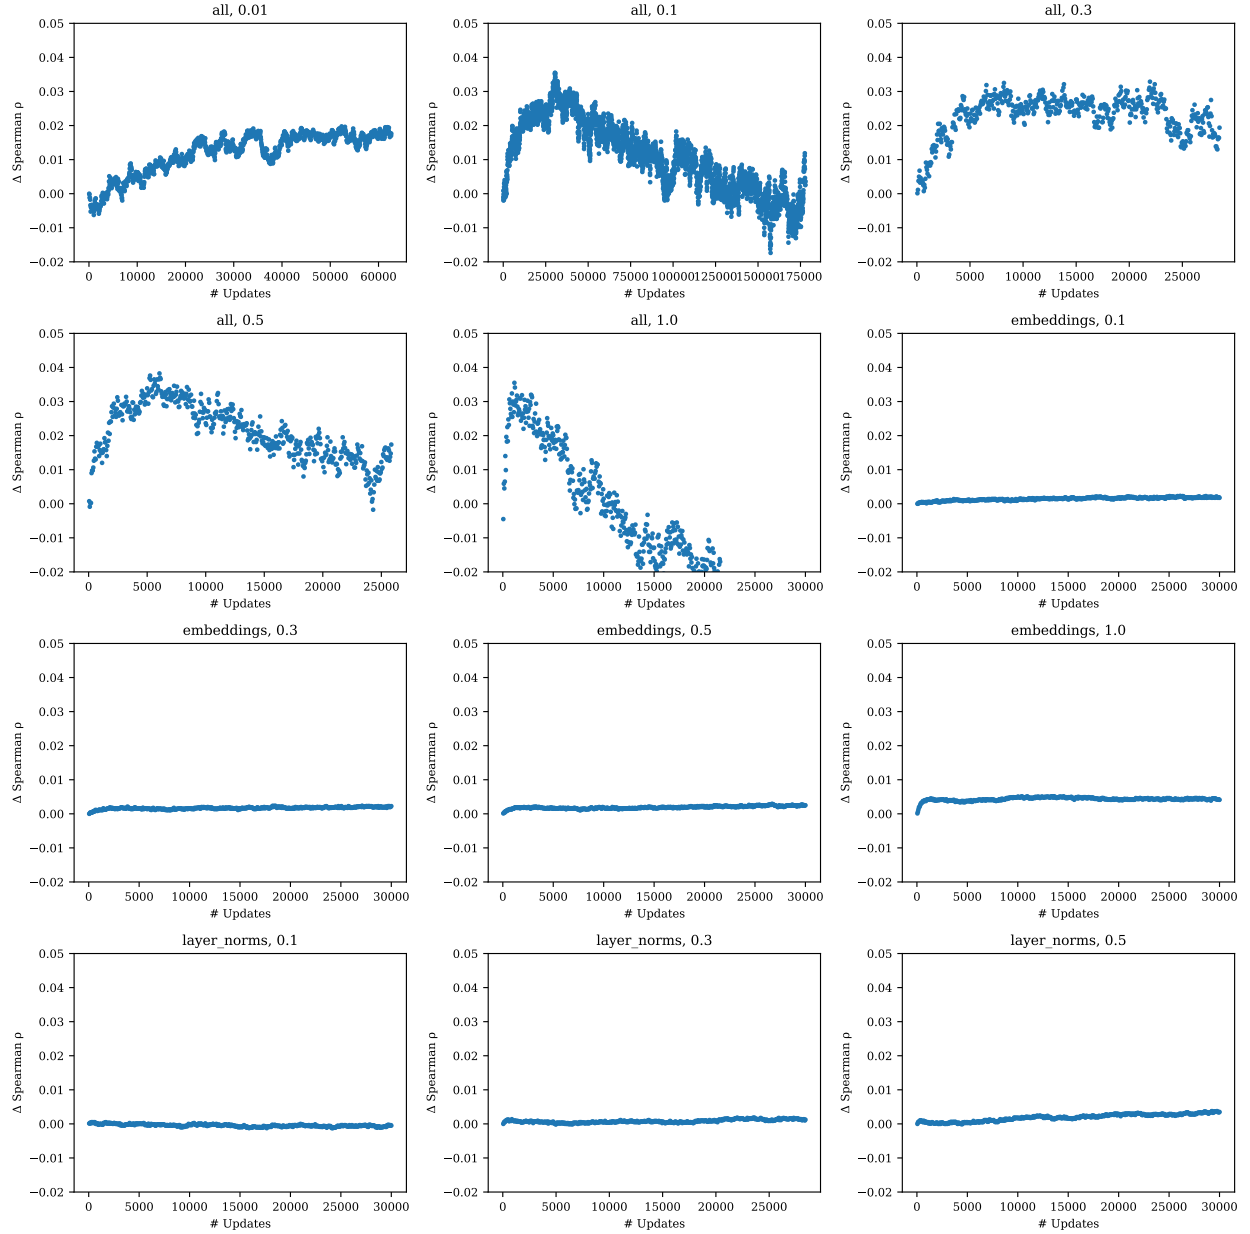 all, 0.01
0.05
0.04
0.03
0.02
0.01
0.00
−0.01
−0.02
Δ Spearman ρ
0 10000 20000 30000 40000 50000 60000
# Updates
all, 0.1
0.05
0.04
0.03
0.02
0.01
0.00
−0.01
−0.02
Δ Spearman ρ
0 25000 50000 75000 100000 125000 150000 175000
# Updates
all, 0.3
0.05
0.04
0.03
0.02
0.01
0.00
−0.01
−0.02
Δ Spearman ρ
0 5000 10000 15000 20000 25000
# Updates
all, 0.5
0.05
0.04
0.03
0.02
0.01
0.00
−0.01
−0.02
Δ Spearman ρ
0 5000 10000 15000 20000 25000
# Updates
all, 1.0
0.05
0.04
0.03
0.02
0.01
0.00
−0.01
−0.02
Δ Spearman ρ
0 5000 10000 15000 20000 25000 30000
# Updates
embeddings, 0.1
0.05
0.04
0.03
0.02
0.01
0.00
−0.01
−0.02
Δ Spearman ρ
0 5000 10000 15000 20000 25000 30000
# Updates
embeddings, 0.3
0.05
0.04
0.03
0.02
0.01
0.00
−0.01
−0.02
Δ Spearman ρ
0 5000 10000 15000 20000 25000 30000
# Updates
embeddings, 0.5
0.05
0.04
0.03
0.02
0.01
0.00
−0.01
−0.02
Δ Spearman ρ
0 5000 10000 15000 20000 25000 30000
# Updates
embeddings, 1.0
0.05
0.04
0.03
0.02
0.01
0.00
−0.01
−0.02
Δ Spearman ρ
0 5000 10000 15000 20000 25000 30000
# Updates
layer_norms, 0.1
0.05
0.04
0.03
0.02
0.01
0.00
−0.01
−0.02
Δ Spearman ρ
0 5000 10000 15000 20000 25000 30000
# Updates
layer_norms, 0.3
0.05
0.04
0.03
0.02
0.01
0.00
−0.01
−0.02
Δ Spearman ρ
0 5000 10000 15000 20000 25000
# Updates
layer_norms, 0.5
0.05
0.04
0.03
0.02
0.01
0.00
−0.01
−0.02
Δ Spearman ρ
0 5000 10000 15000 20000 25000 30000
# Updates